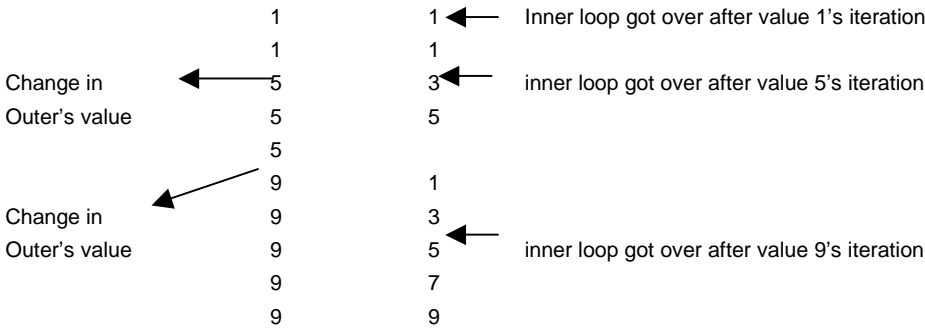 1 1 Inner loop got over after value 1's iteration
1 1
Change in 5 3 inner loop got over after value 5's iteration
Outer's value 5 5
5
9 1
Change in 9 3
Outer's value 9 5 inner loop got over after value 9's iteration
9 7
9 9